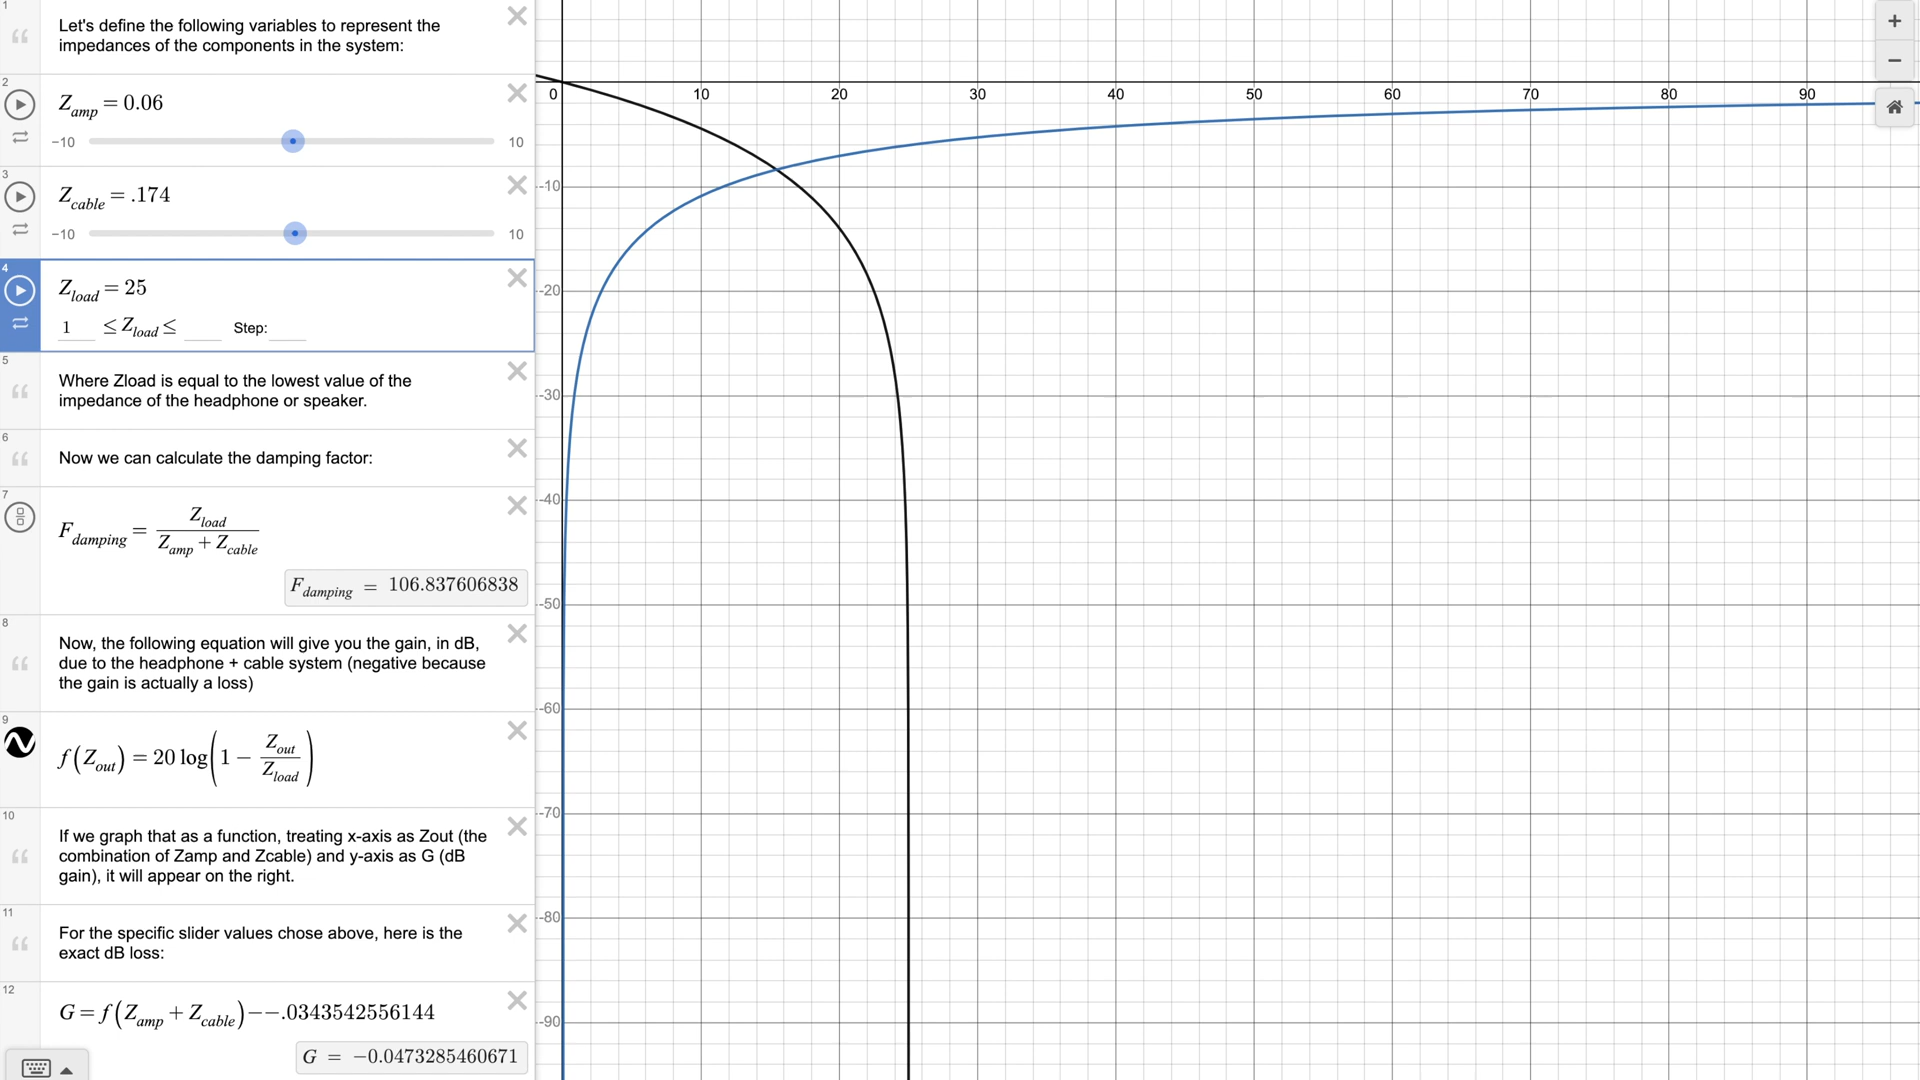 1
Let's define the following variables to represent the
impedances of the components in the system:
2
Z_amp = 0.06
−10 10
3
Z_cable = .174
−10 10
4
Z_load = 25
1 ≤ Z_load ≤ Step:
5
Where Zload is equal to the lowest value of the
impedance of the headphone or speaker.
6
Now we can calculate the damping factor:
7
F_damping = Z_load / (Z_amp + Z_cable)
F_damping = 106.837606838
8
Now, the following equation will give you the gain, in dB,
due to the headphone + cable system (negative because
the gain is actually a loss)
9
f(Z_out) = 20 log(1 − Z_out / Z_load)
10
If we graph that as a function, treating x-axis as Zout (the
combination of Zamp and Zcable) and y-axis as G (dB
gain), it will appear on the right.
11
For the specific slider values chose above, here is the
exact dB loss:
12
G = f(Z_amp + Z_cable) − −.0343542556144
G = −0.0473285460671
0 10 20 30 40 50 60 70 80 90
-10
-20
-30
-40
-50
-60
-70
-80
-90
+
−